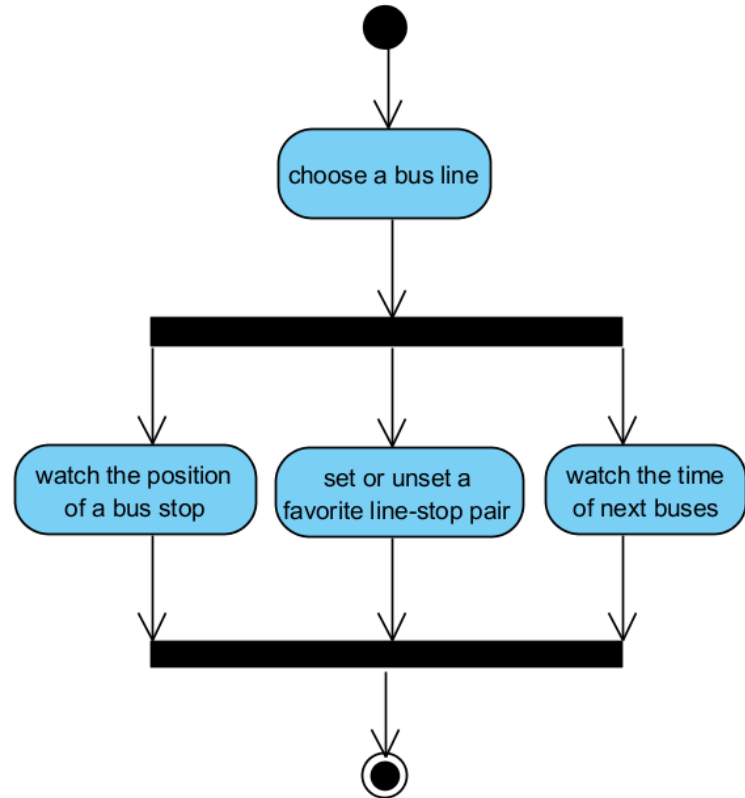 choose a bus line
watch the position
of a bus stop
set or unset a
favorite line-stop pair
watch the time
of next buses